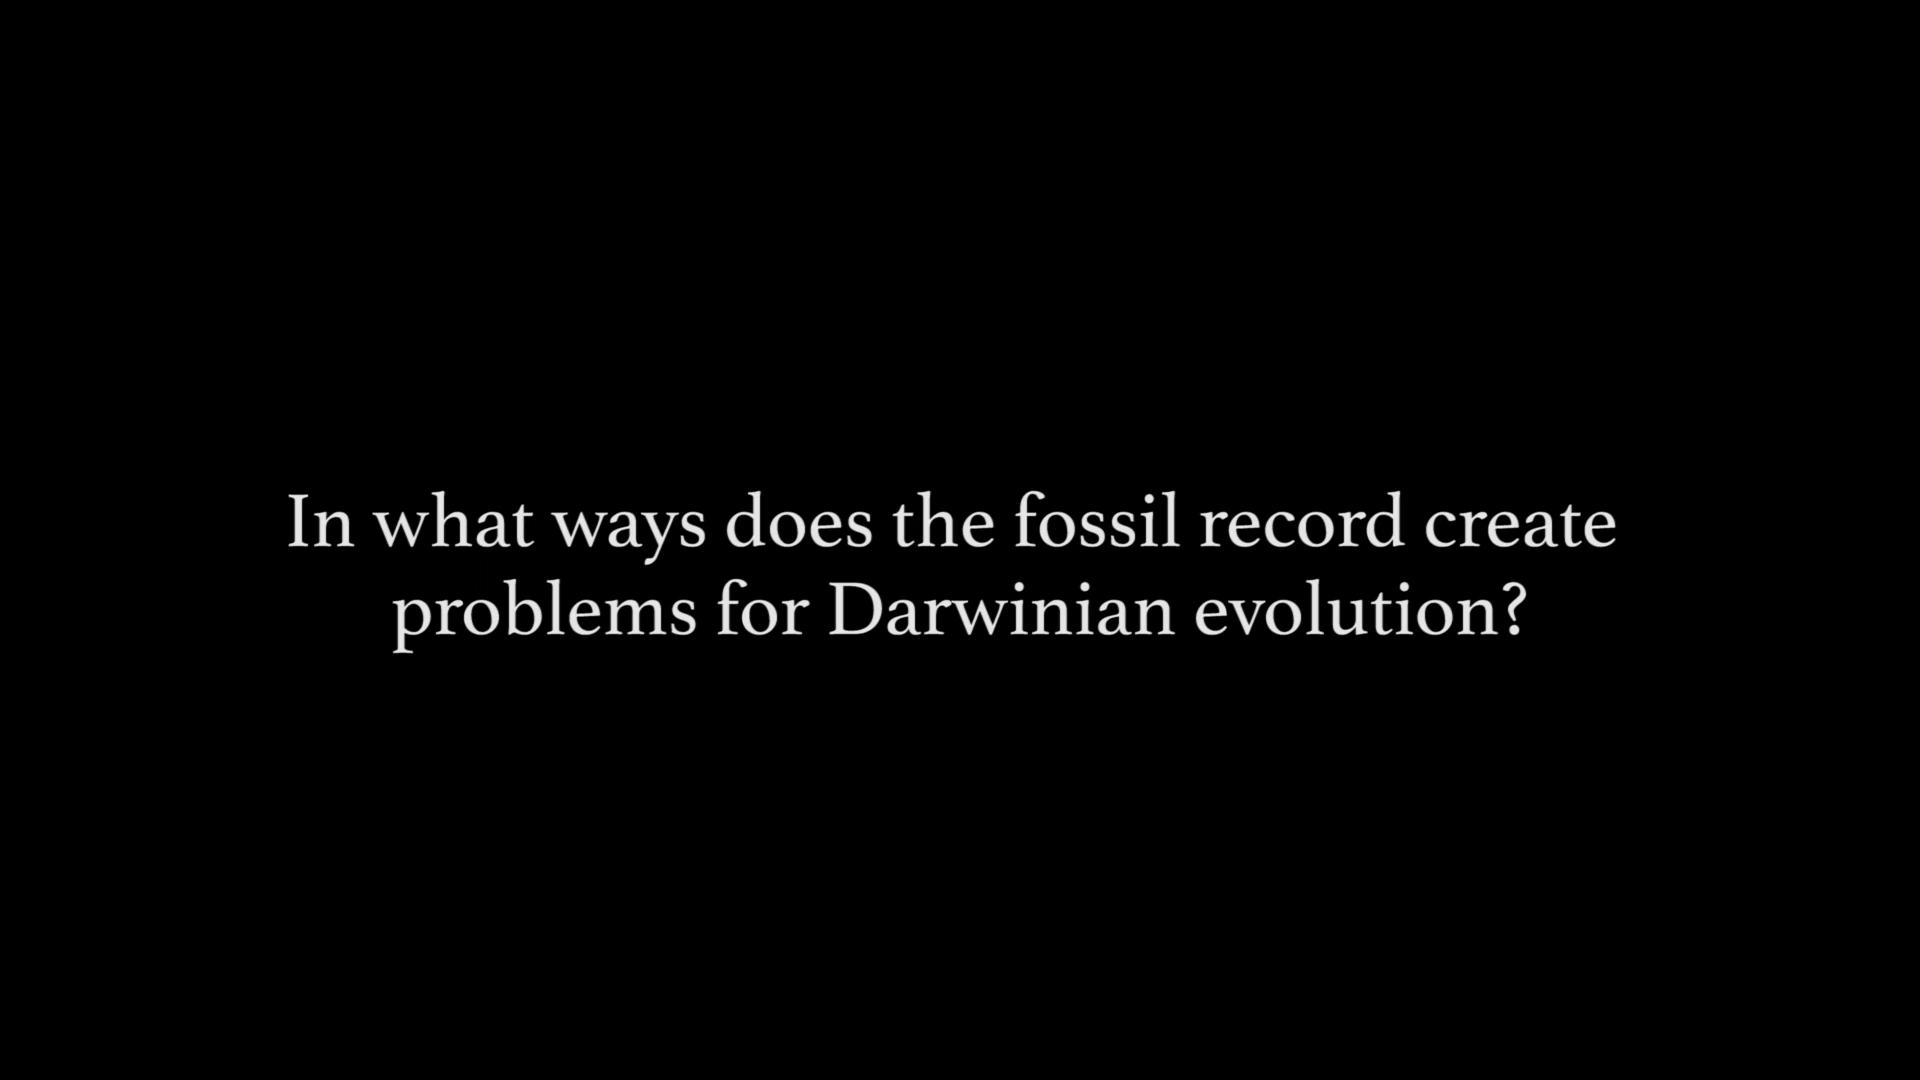 In what ways does the fossil record create
problems for Darwinian evolution?